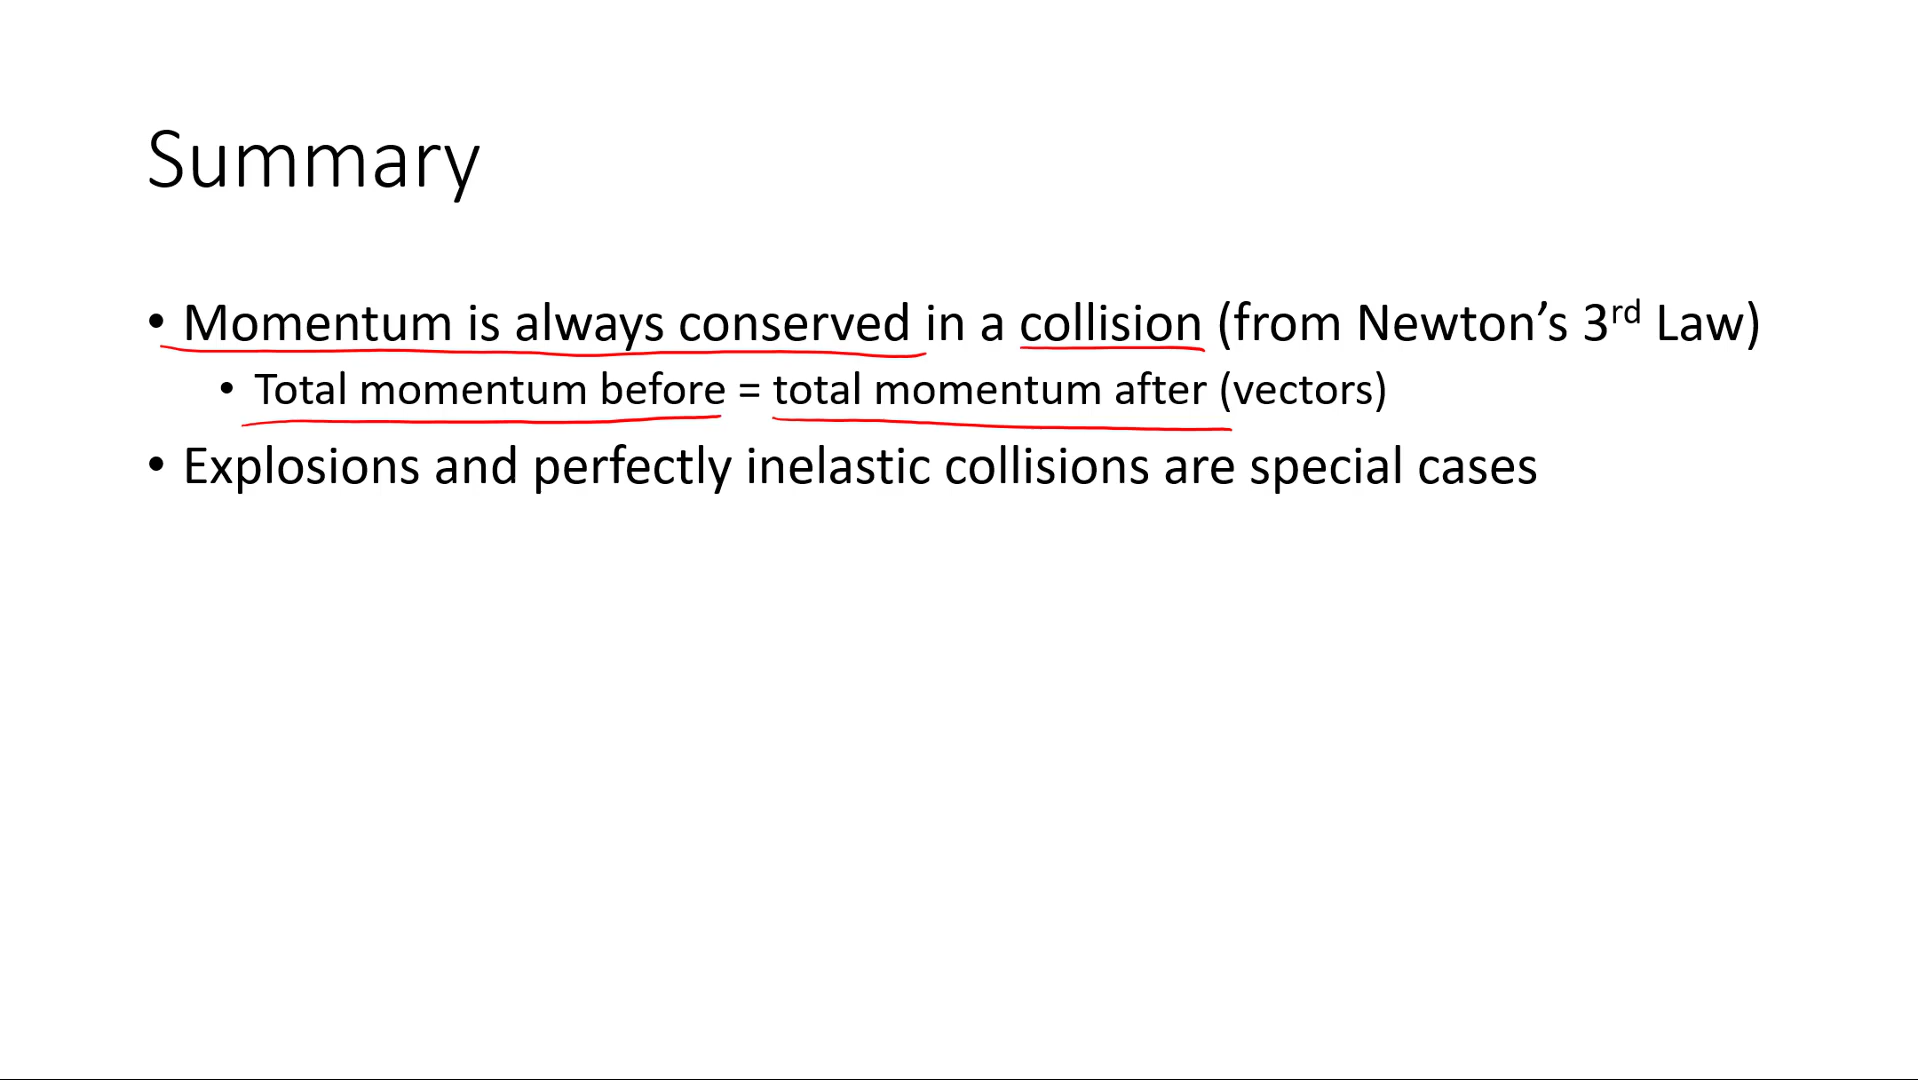 Summary
• Momentum is always conserved in a collision (from Newton’s 3rd Law)
• Total momentum before = total momentum after (vectors)
• Explosions and perfectly inelastic collisions are special cases